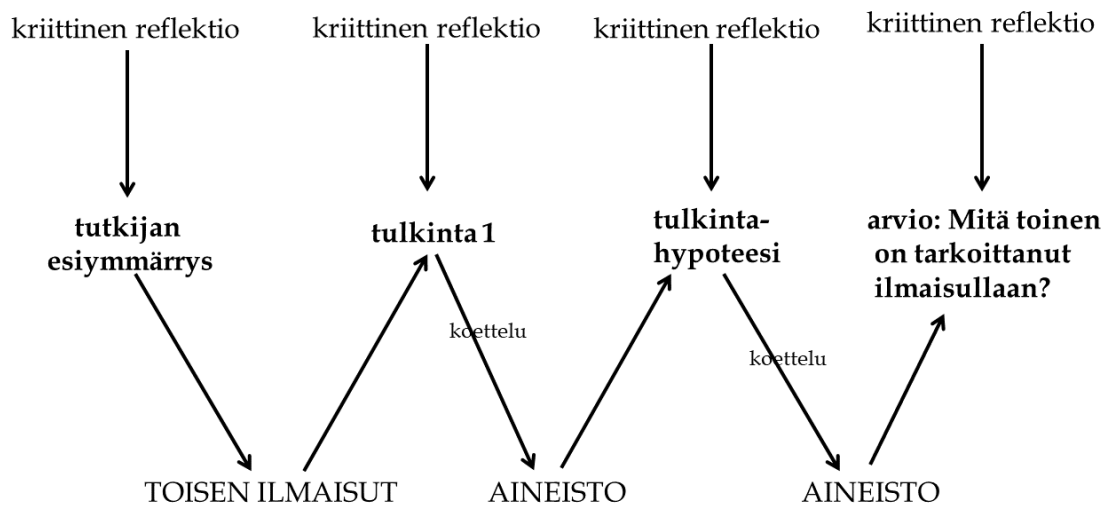 kriittinen reflektio
kriittinen reflektio
kriittinen reflektio
kriittinen reflektio
tutkijan
esiymmärrys
tulkinta 1
tulkinta-
hypoteesi
arvio: Mitä toinen
on tarkoittanut
ilmaisullaan?
koettelu
koettelu
TOISEN ILMAISUT
AINEISTO
AINEISTO